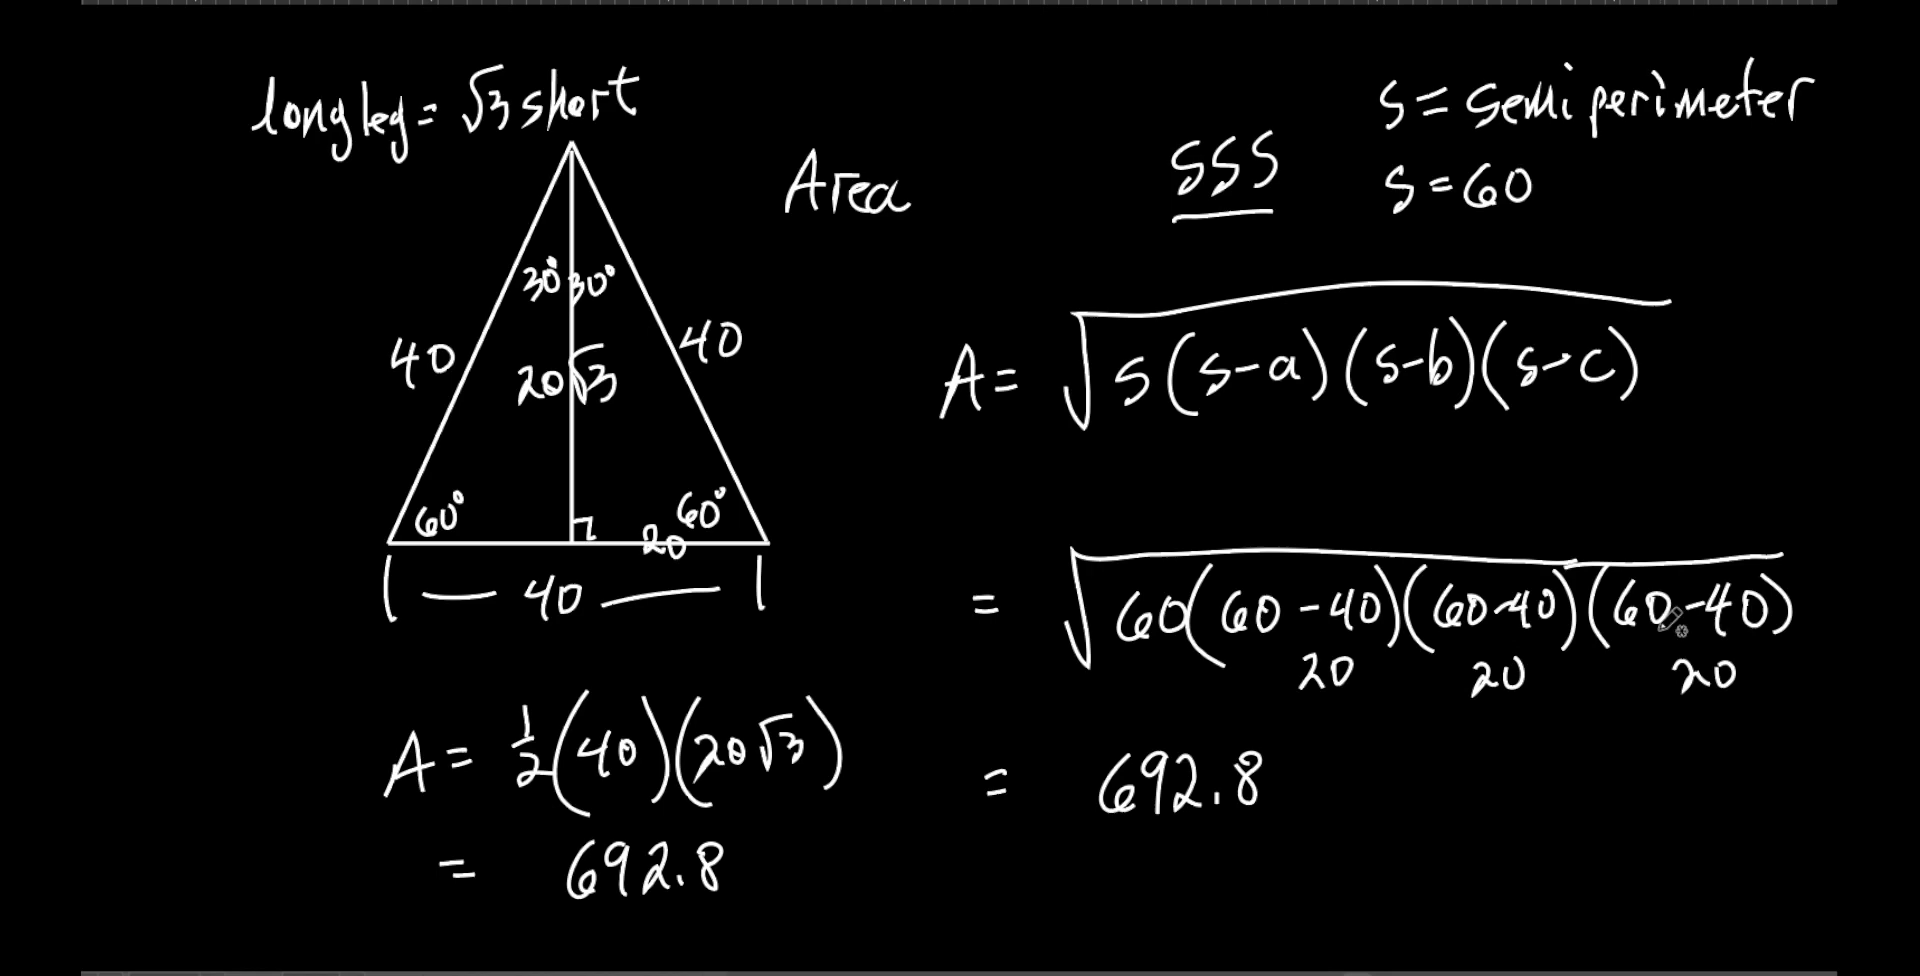 long leg = √3 short
s = semi perimeter
Area
SSS
s = 60
30° 30°
40
20√3
40
A = √s(s-a)(s-b)(s-c)
60°
60°
20
40
= √60(60-40)(60-40)(60-40)
20 20 20
A = 1/2(40)(20√3)
= 692.8
= 692.8